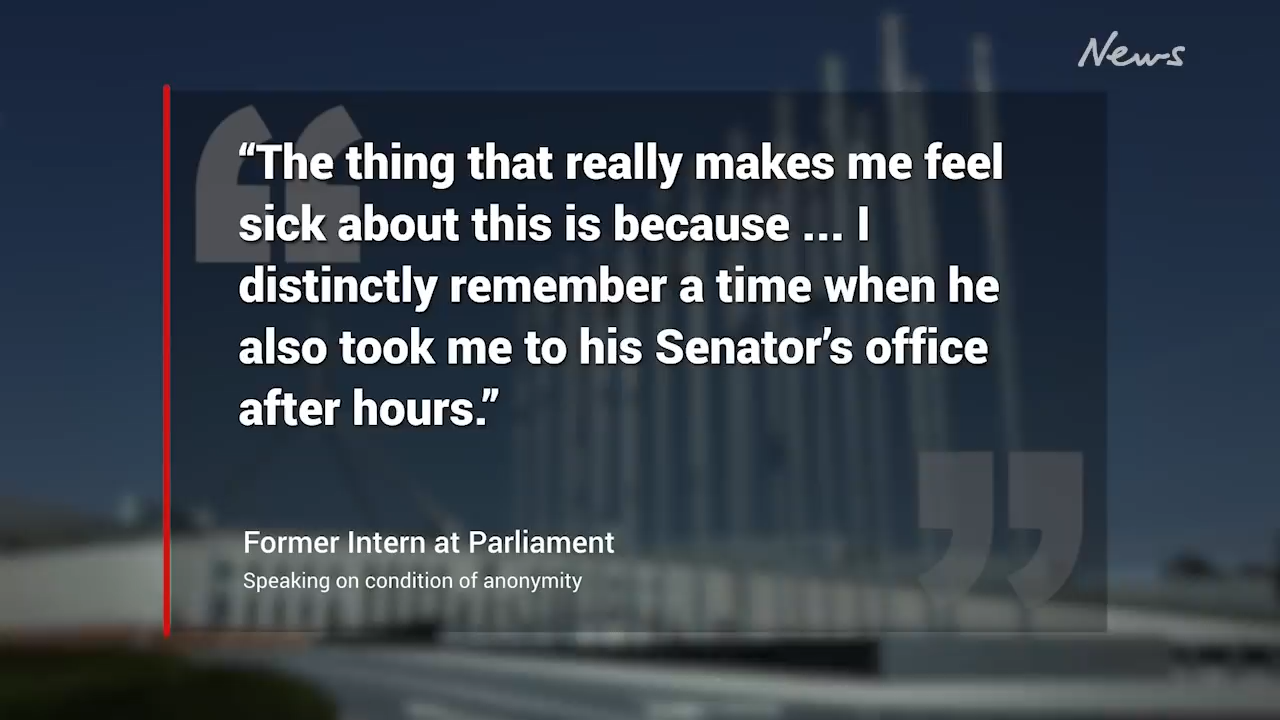 News
“The thing that really makes me feel
sick about this is because ... I
distinctly remember a time when he
also took me to his Senator’s office
after hours.”
Former Intern at Parliament
Speaking on condition of anonymity